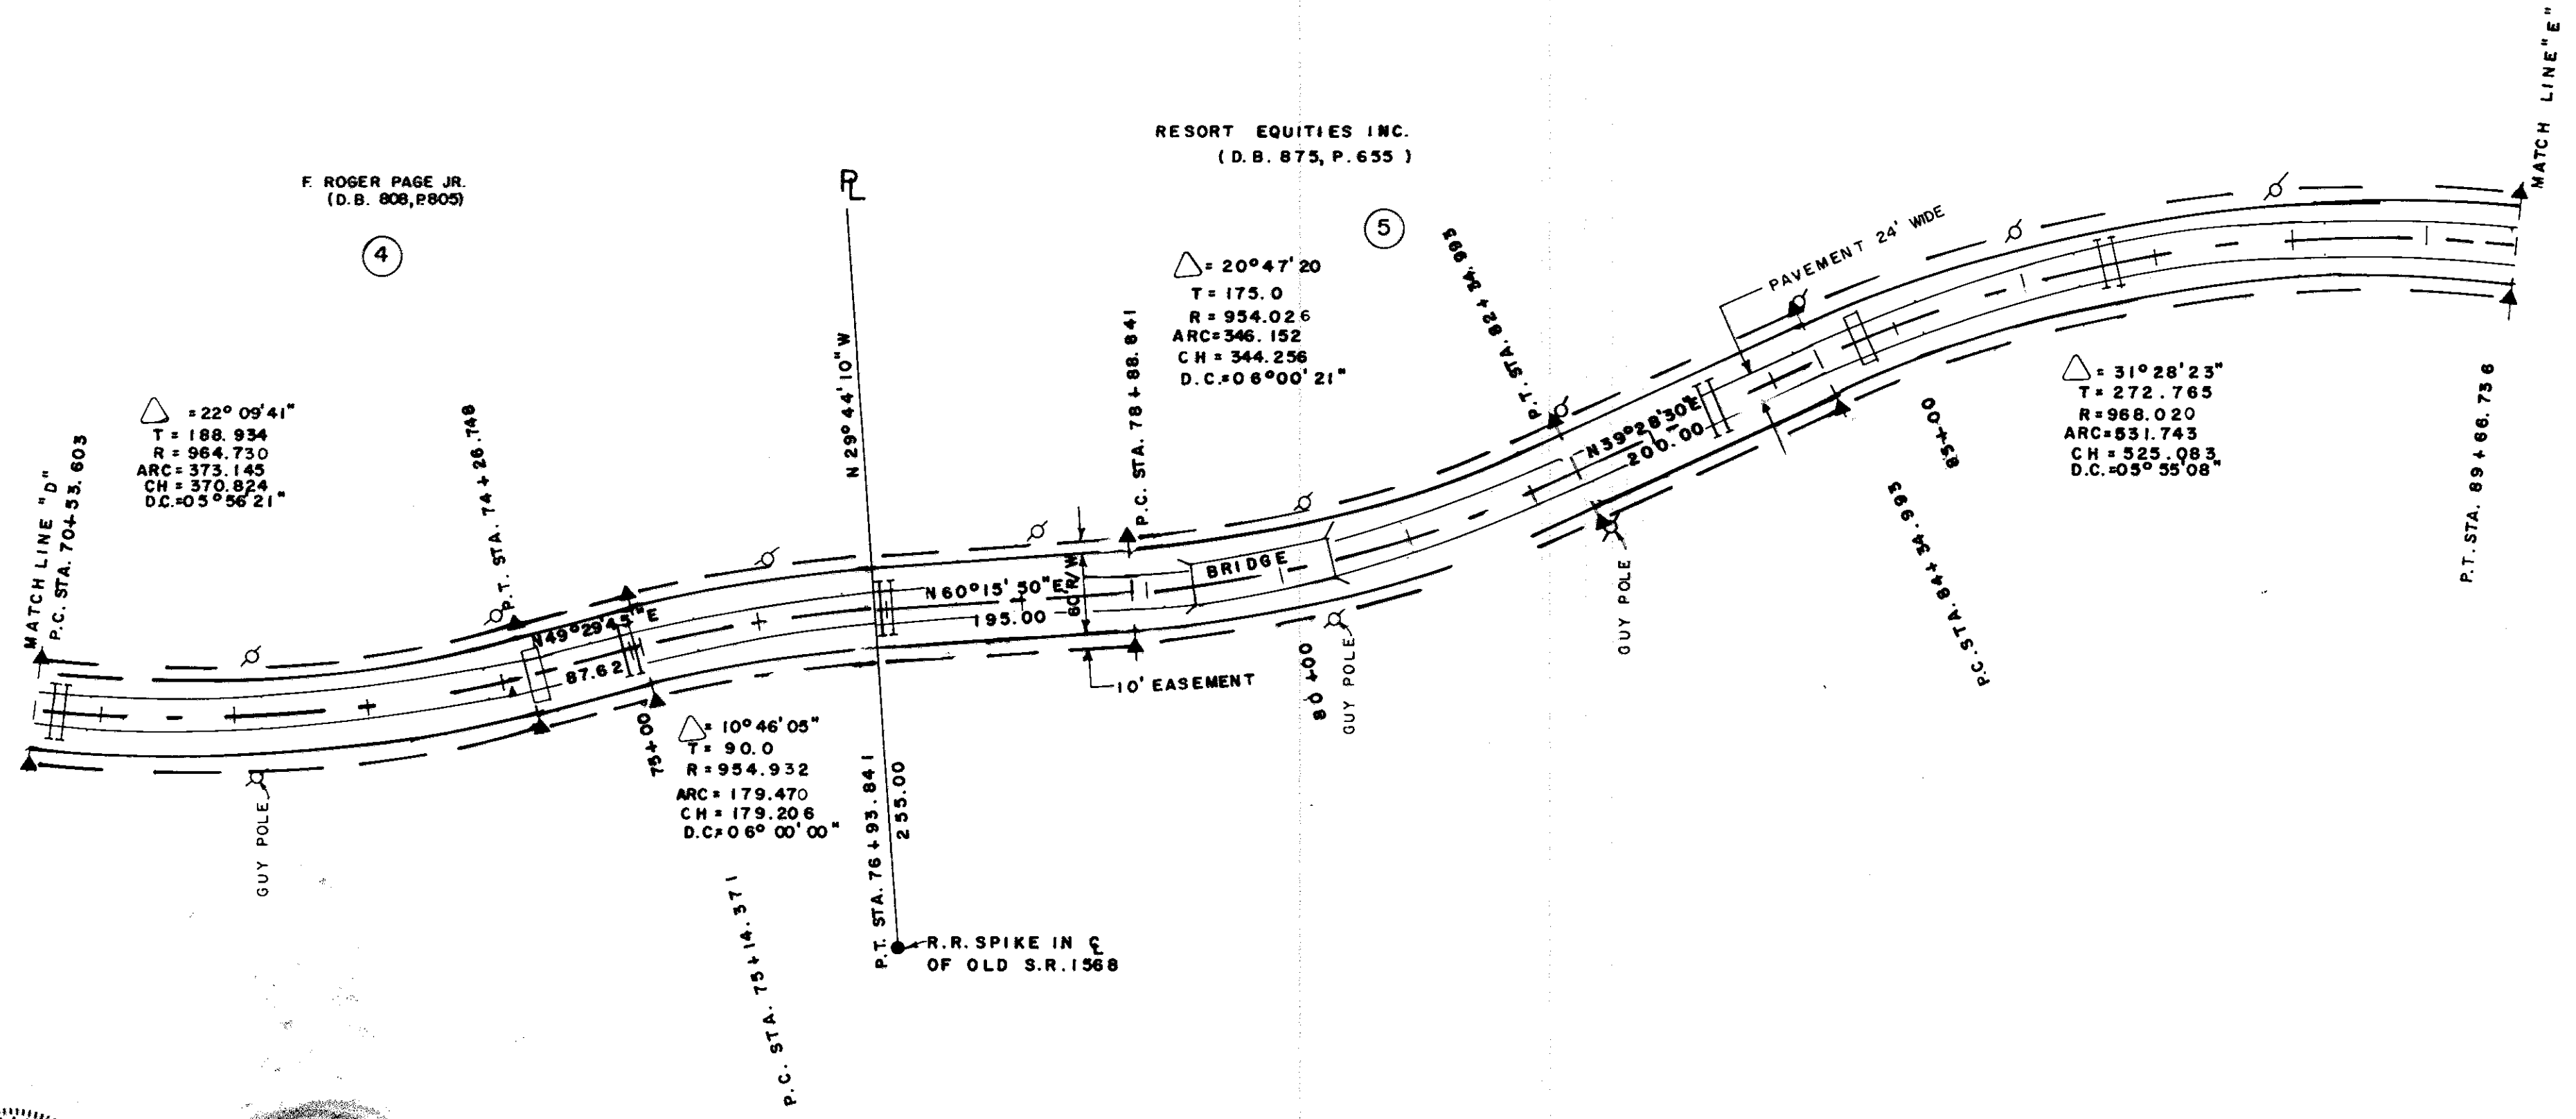 MATCH LINE "D"
P.C. STA. 70+53.603
△ = 22° 09' 41"
T = 188.934
R = 964.730
ARC = 373.145
CH = 370.824
D.C. = 05° 56' 21"
F. ROGER PAGE JR.
(D.B. 808, P.805)
4
P.T. STA. 74+26.748
N 49° 29' 45" E
87.62
75+00
△ = 10° 46' 05"
T = 90.0
R = 954.932
ARC = 179.470
CH = 179.206
D.C. = 06° 00' 00"
GUY POLE
P.C. STA. 75+14.371
PL
N 29° 44' 10" W
P.T. STA. 76+93.841
255.00
R.R. SPIKE IN CL
OF OLD S.R. 1568
N 60° 15' 50" E
195.00
60' R/W
10' EASEMENT
P.C. STA. 78+88.841
RESORT EQUITIES INC.
(D.B. 875, P. 655)
5
△ = 20° 47' 20
T = 175.0
R = 954.026
ARC = 346.152
CH = 344.256
D.C. = 06° 00' 21"
BRIDGE
80+00
GUY POLE
P.T. STA. 82+34.993
N 39° 28' 30" E
200.00
GUY POLE
PAVEMENT 24' WIDE
P.C. STA. 84+34.993
85+00
△ = 31° 28' 23"
T = 272.765
R = 968.020
ARC = 531.743
CH = 525.083
D.C. = 05° 55' 08"
P.T. STA. 89+66.736
MATCH LINE "E"